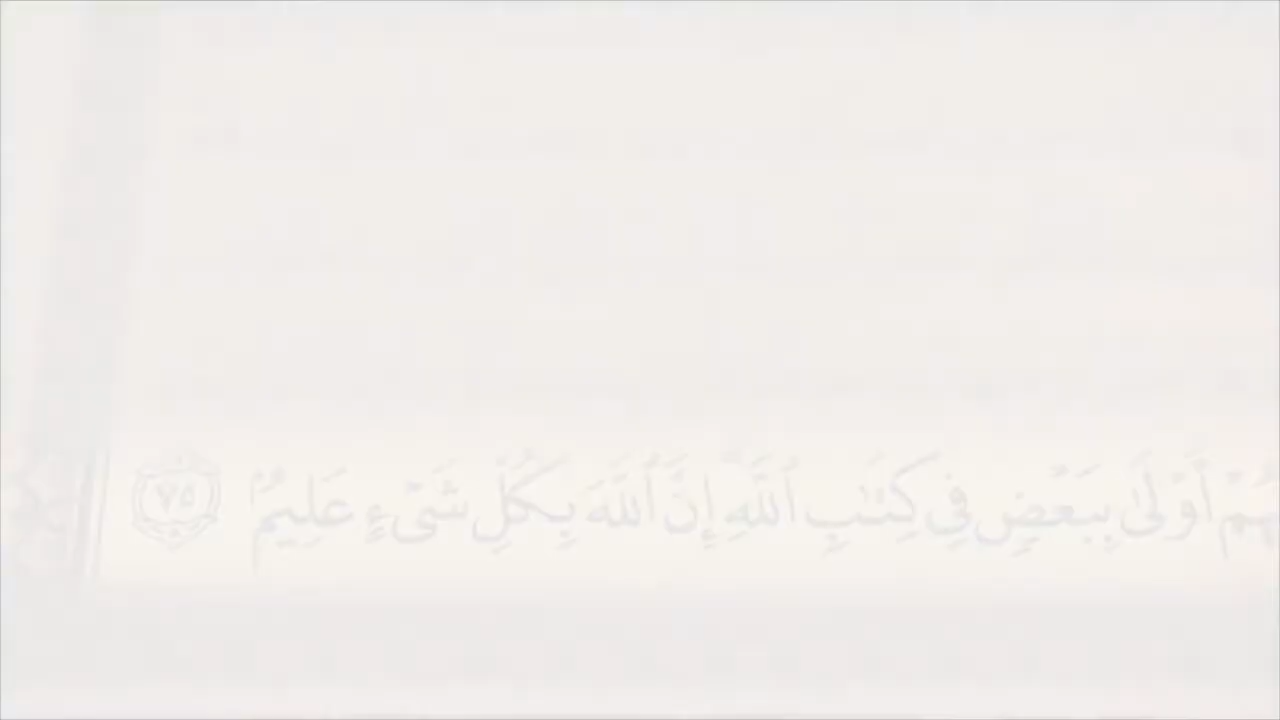 أَوْلَىٰ بِبَعْضٍ فِى كِتَـٰبِ ٱللَّهِ إِنَّ ٱللَّهَ بِكُلِّ شَىْءٍ عَلِيمٌۢ ٧٥